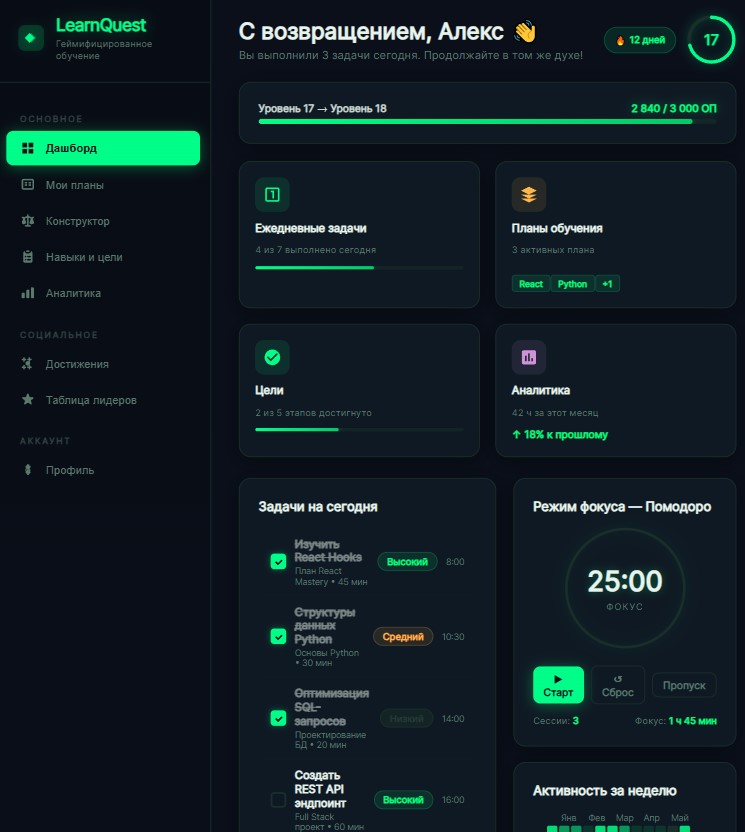 LearnQuest
Геймифицированное
обучение
ОСНОВНОЕ
Дашборд
Мои планы
Конструктор
Навыки и цели
Аналитика
СОЦИАЛЬНОЕ
Достижения
Таблица лидеров
АККАУНТ
Профиль
С возвращением, Алекс 👋
Вы выполнили 3 задачи сегодня. Продолжайте в том же духе!
🔥 12 дней
17
Уровень 17 → Уровень 18
2 840 / 3 000 ОП
1
Ежедневные задачи
4 из 7 выполнено сегодня
Планы обучения
3 активных плана
React Python +1
Цели
2 из 5 этапов достигнуто
Аналитика
42 ч за этот месяц
↑ 18% к прошлому
Задачи на сегодня
Изучить
React Hooks
План React
Mastery • 45 мин
Высокий 8:00
Структуры
данных
Python
Основы Python
• 30 мин
Средний 10:30
Оптимизация
SQL-
запросов
Проектирование
БД • 20 мин
Низкий 14:00
Создать
REST API
эндпоинт
Full Stack
проект • 60 мин
Высокий 16:00
Режим фокуса — Помодоро
25:00
ФОКУС
▶ Старт
↺ Сброс
Пропуск
Сессии: 3
Фокус: 1 ч 45 мин
Активность за неделю
Янв Фев Мар Апр Май